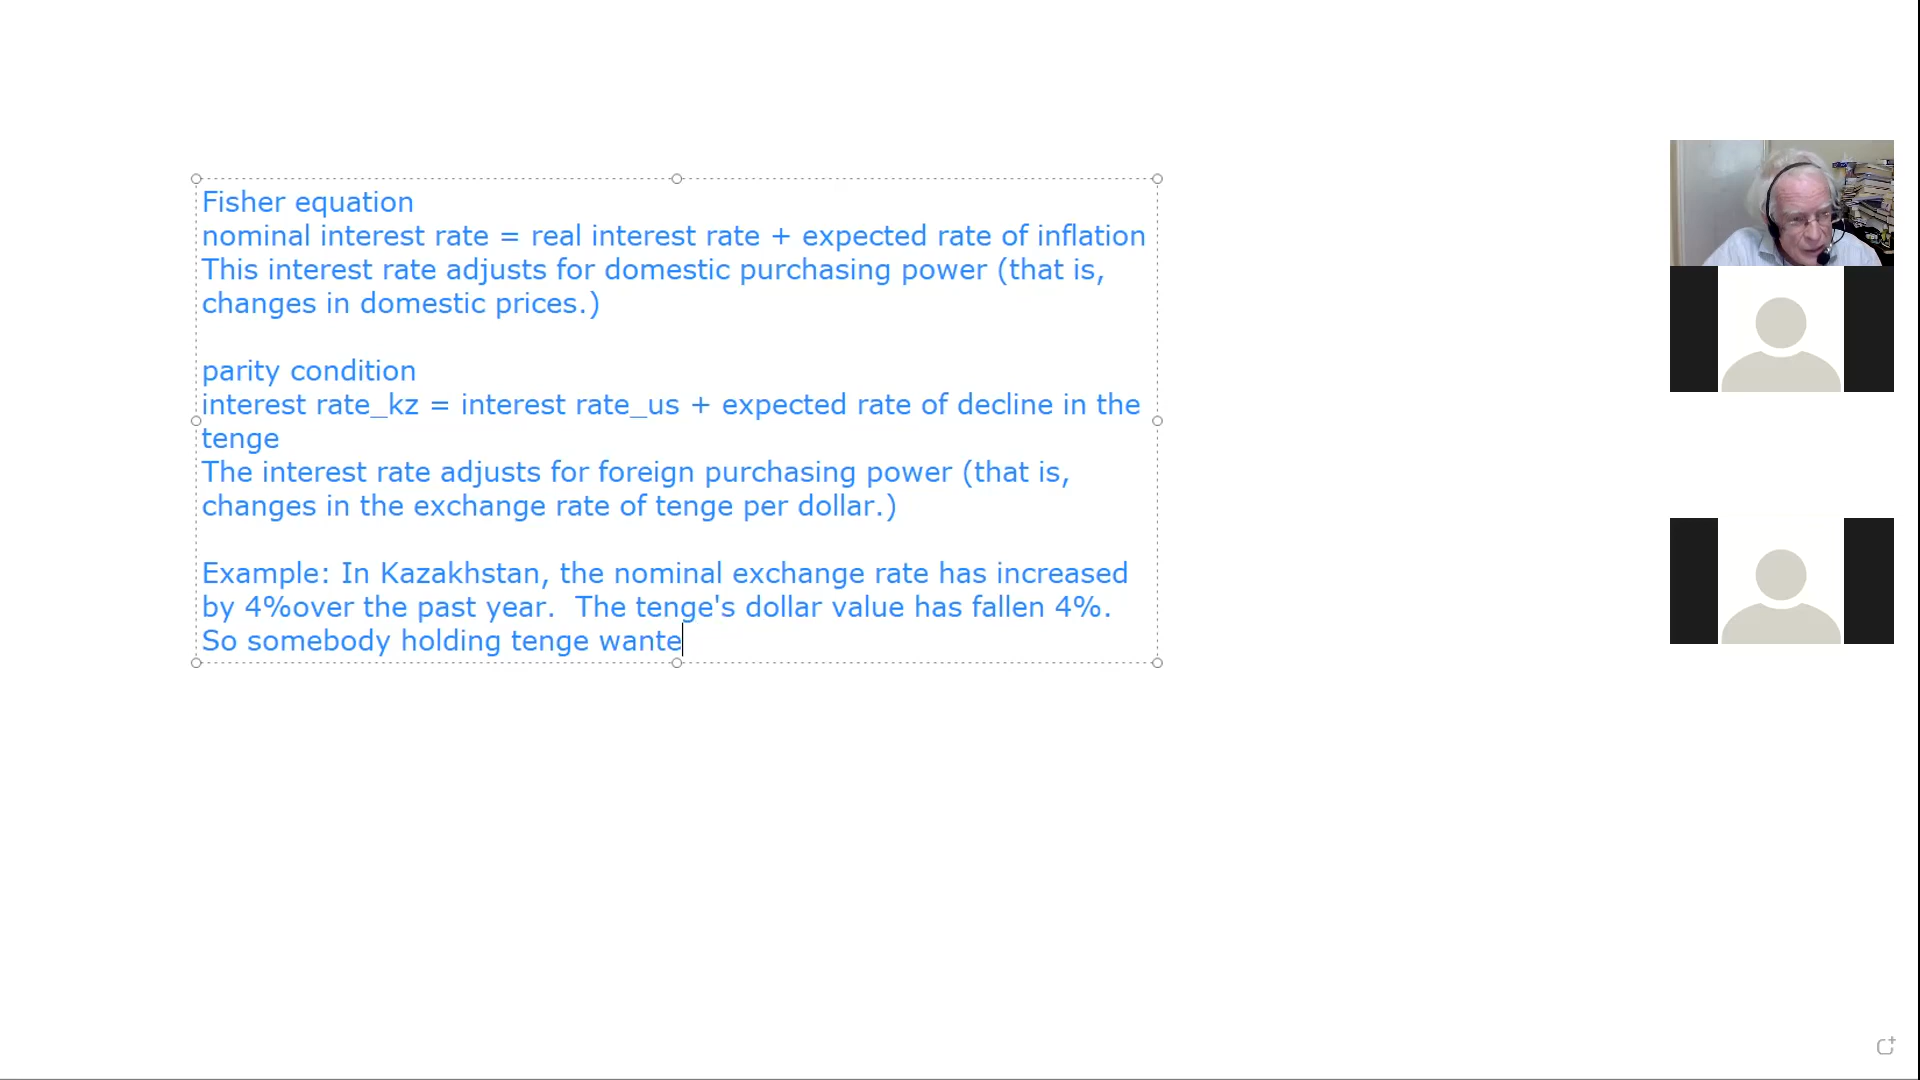 Fisher equation
nominal interest rate = real interest rate + expected rate of inflation
This interest rate adjusts for domestic purchasing power (that is,
changes in domestic prices.)
parity condition
interest rate_kz = interest rate_us + expected rate of decline in the
tenge
The interest rate adjusts for foreign purchasing power (that is,
changes in the exchange rate of tenge per dollar.)
Example: In Kazakhstan, the nominal exchange rate has increased
by 4%over the past year.  The tenge's dollar value has fallen 4%.
So somebody holding tenge wante